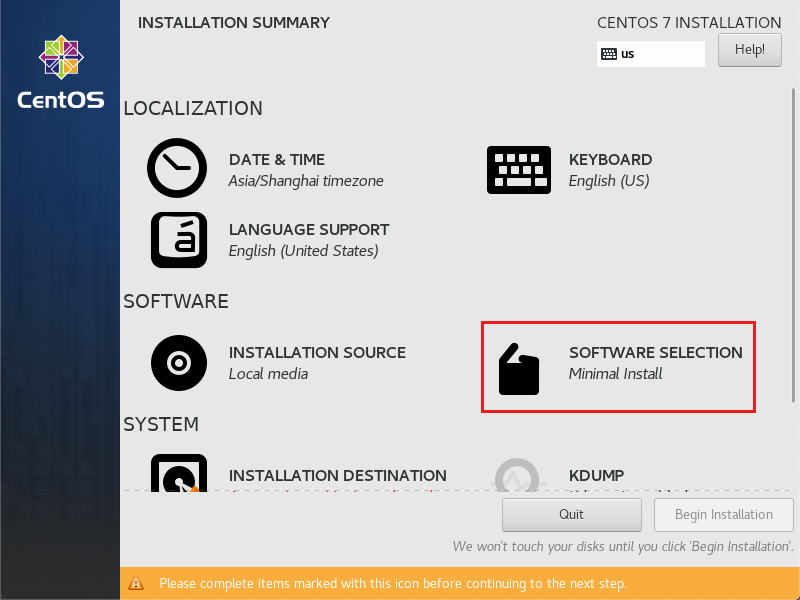 INSTALLATION SUMMARY
CENTOS 7 INSTALLATION
us
Help!
CentOS
LOCALIZATION
DATE & TIME
Asia/Shanghai timezone
KEYBOARD
English (US)
á
LANGUAGE SUPPORT
English (United States)
SOFTWARE
INSTALLATION SOURCE
Local media
SOFTWARE SELECTION
Minimal Install
SYSTEM
INSTALLATION DESTINATION
KDUMP
Quit
Begin Installation
We won't touch your disks until you click 'Begin Installation'.
Please complete items marked with this icon before continuing to the next step.